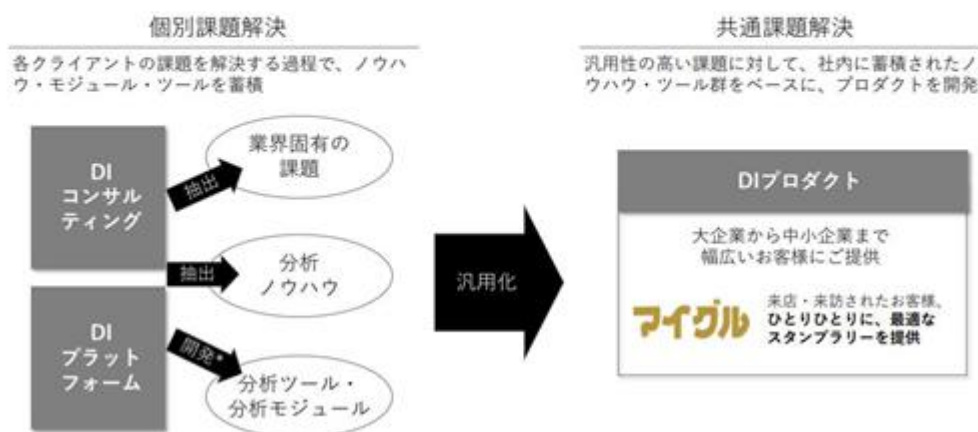 個別課題解決
各クライアントの課題を解決する過程で、ノウハ
ウ・モジュール・ツールを蓄積
DI
コンサル
ティング
抽出
業界固有の
課題
抽出
分析
ノウハウ
DI
プラット
フォーム
開発*
分析ツール・
分析モジュール
汎用化
共通課題解決
汎用性の高い課題に対して、社内に蓄積されたノ
ウハウ・ツール群をベースに、プロダクトを開発
DIプロダクト
大企業から中小企業まで
幅広いお客様にご提供
マイグル
来店・来訪されたお客様、
ひとりひとりに、最適な
スタンプラリーを提供